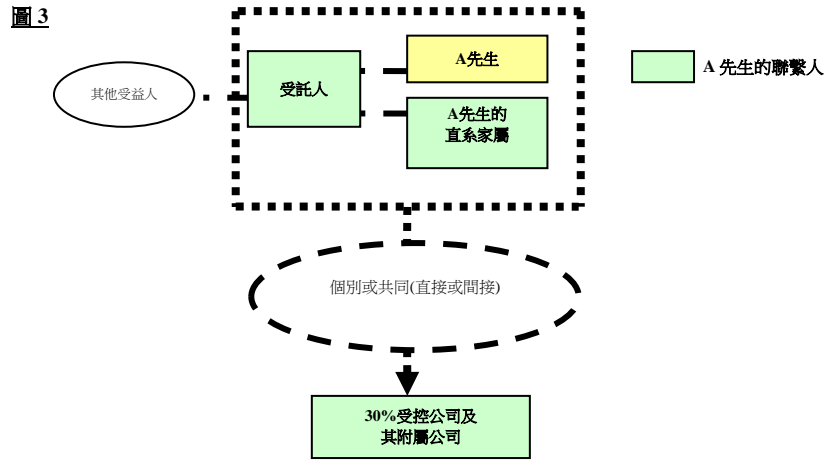 圖 3
其他受益人
受託人
A先生
A先生的
直系家屬
A 先生的聯繫人
個別或共同(直接或間接)
30%受控公司及
其附屬公司